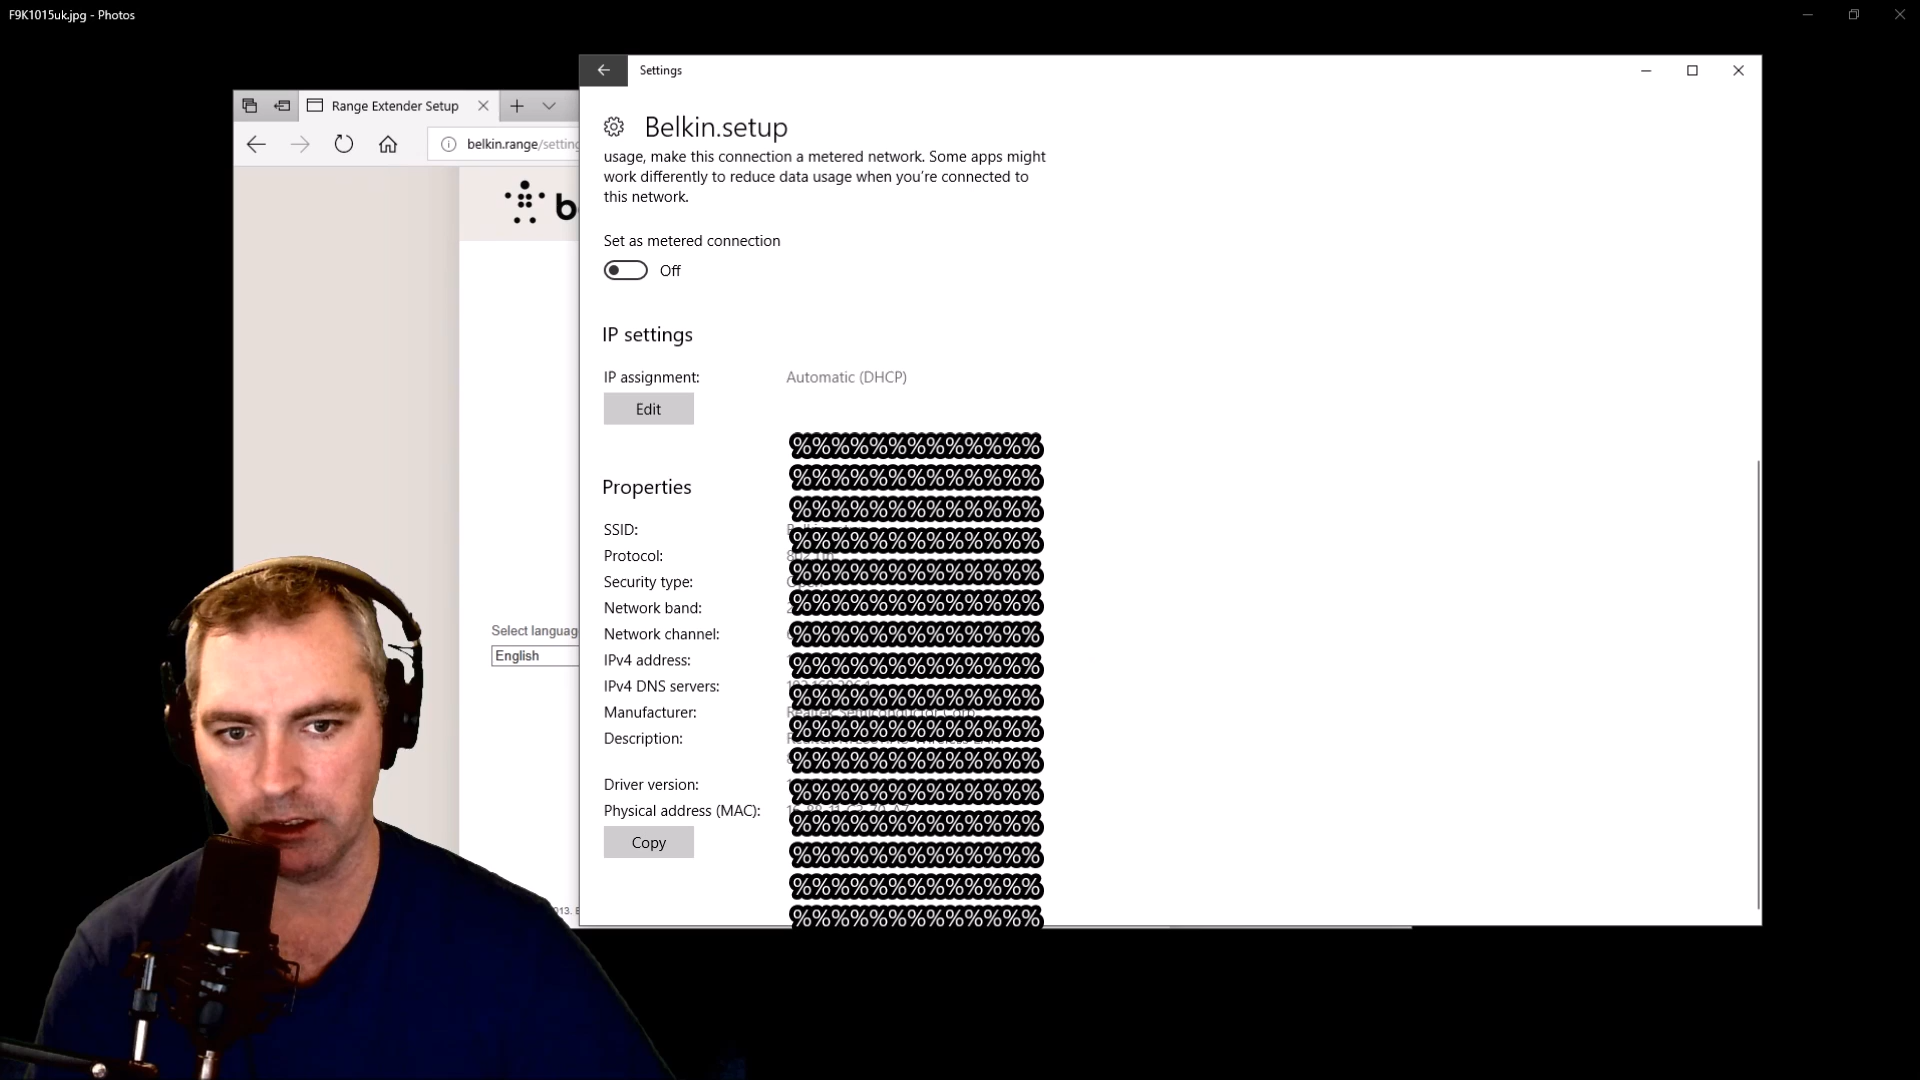 F9K1015uk.jpg - Photos
Settings
Range Extender Setup
belkin.range/setting
Belkin.setup
usage, make this connection a metered network. Some apps might
work differently to reduce data usage when you're connected to
this network.
Set as metered connection
Off
IP settings
IP assignment:
Automatic (DHCP)
Edit
%%%%%%%%%%%%%
%%%%%%%%%%%%%
Properties
%%%%%%%%%%%%%
SSID:
%%%%%%%%%%%%%
Protocol:
%%%%%%%%%%%%%
Security type:
%%%%%%%%%%%%%
Network band:
%%%%%%%%%%%%%
Network channel:
%%%%%%%%%%%%%
IPv4 address:
%%%%%%%%%%%%%
IPv4 DNS servers:
%%%%%%%%%%%%%
Manufacturer:
%%%%%%%%%%%%%
Description:
%%%%%%%%%%%%%
Driver version:
%%%%%%%%%%%%%
Physical address (MAC):
%%%%%%%%%%%%%
Copy
%%%%%%%%%%%%%
%%%%%%%%%%%%%
Select languag
English